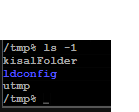 /tmp% ls -1
kisalFolder
ldconfig
utmp
/tmp% _